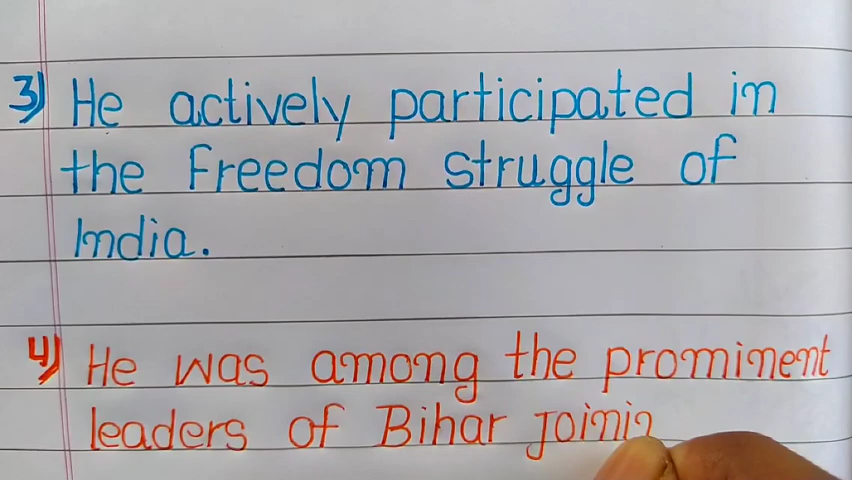 3) He actively participated in
the Freedom struggle of
India.
4) He was among the prominent
leaders of Bihar